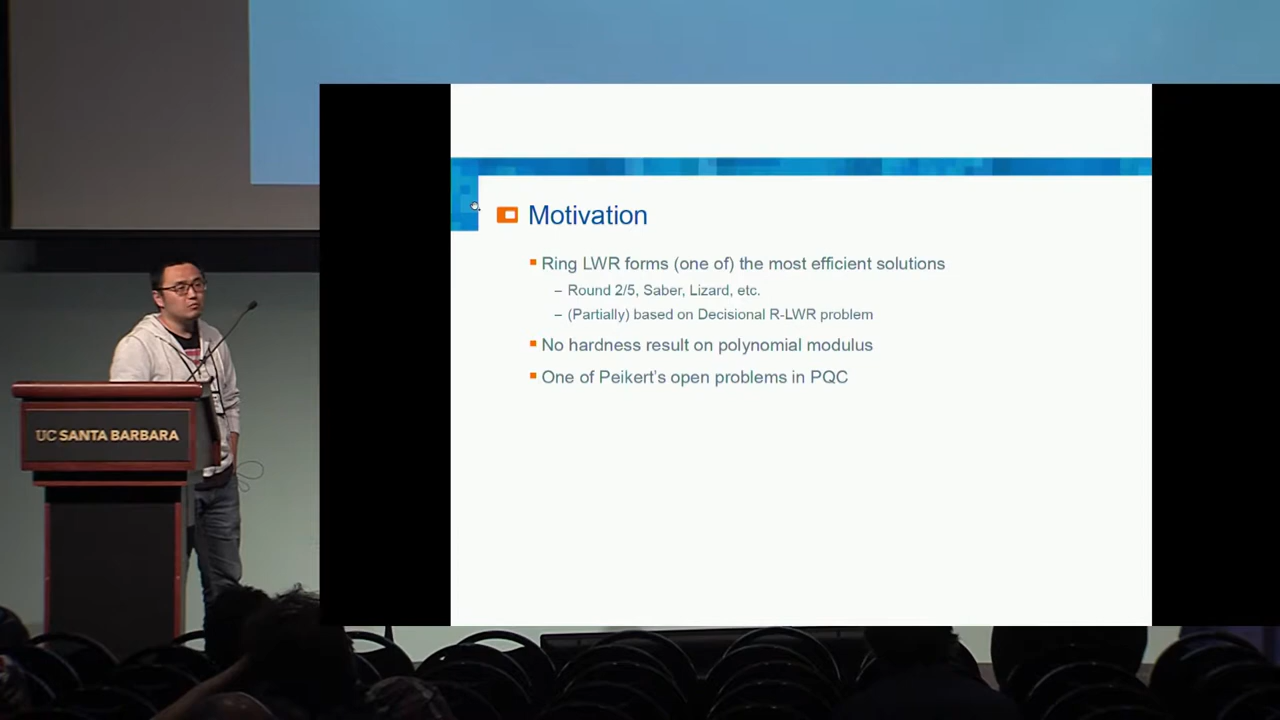 Motivation
Ring LWR forms (one of) the most efficient solutions
– Round 2/5, Saber, Lizard, etc.
– (Partially) based on Decisional R-LWR problem
No hardness result on polynomial modulus
One of Peikert's open problems in PQC
UC SANTA BARBARA